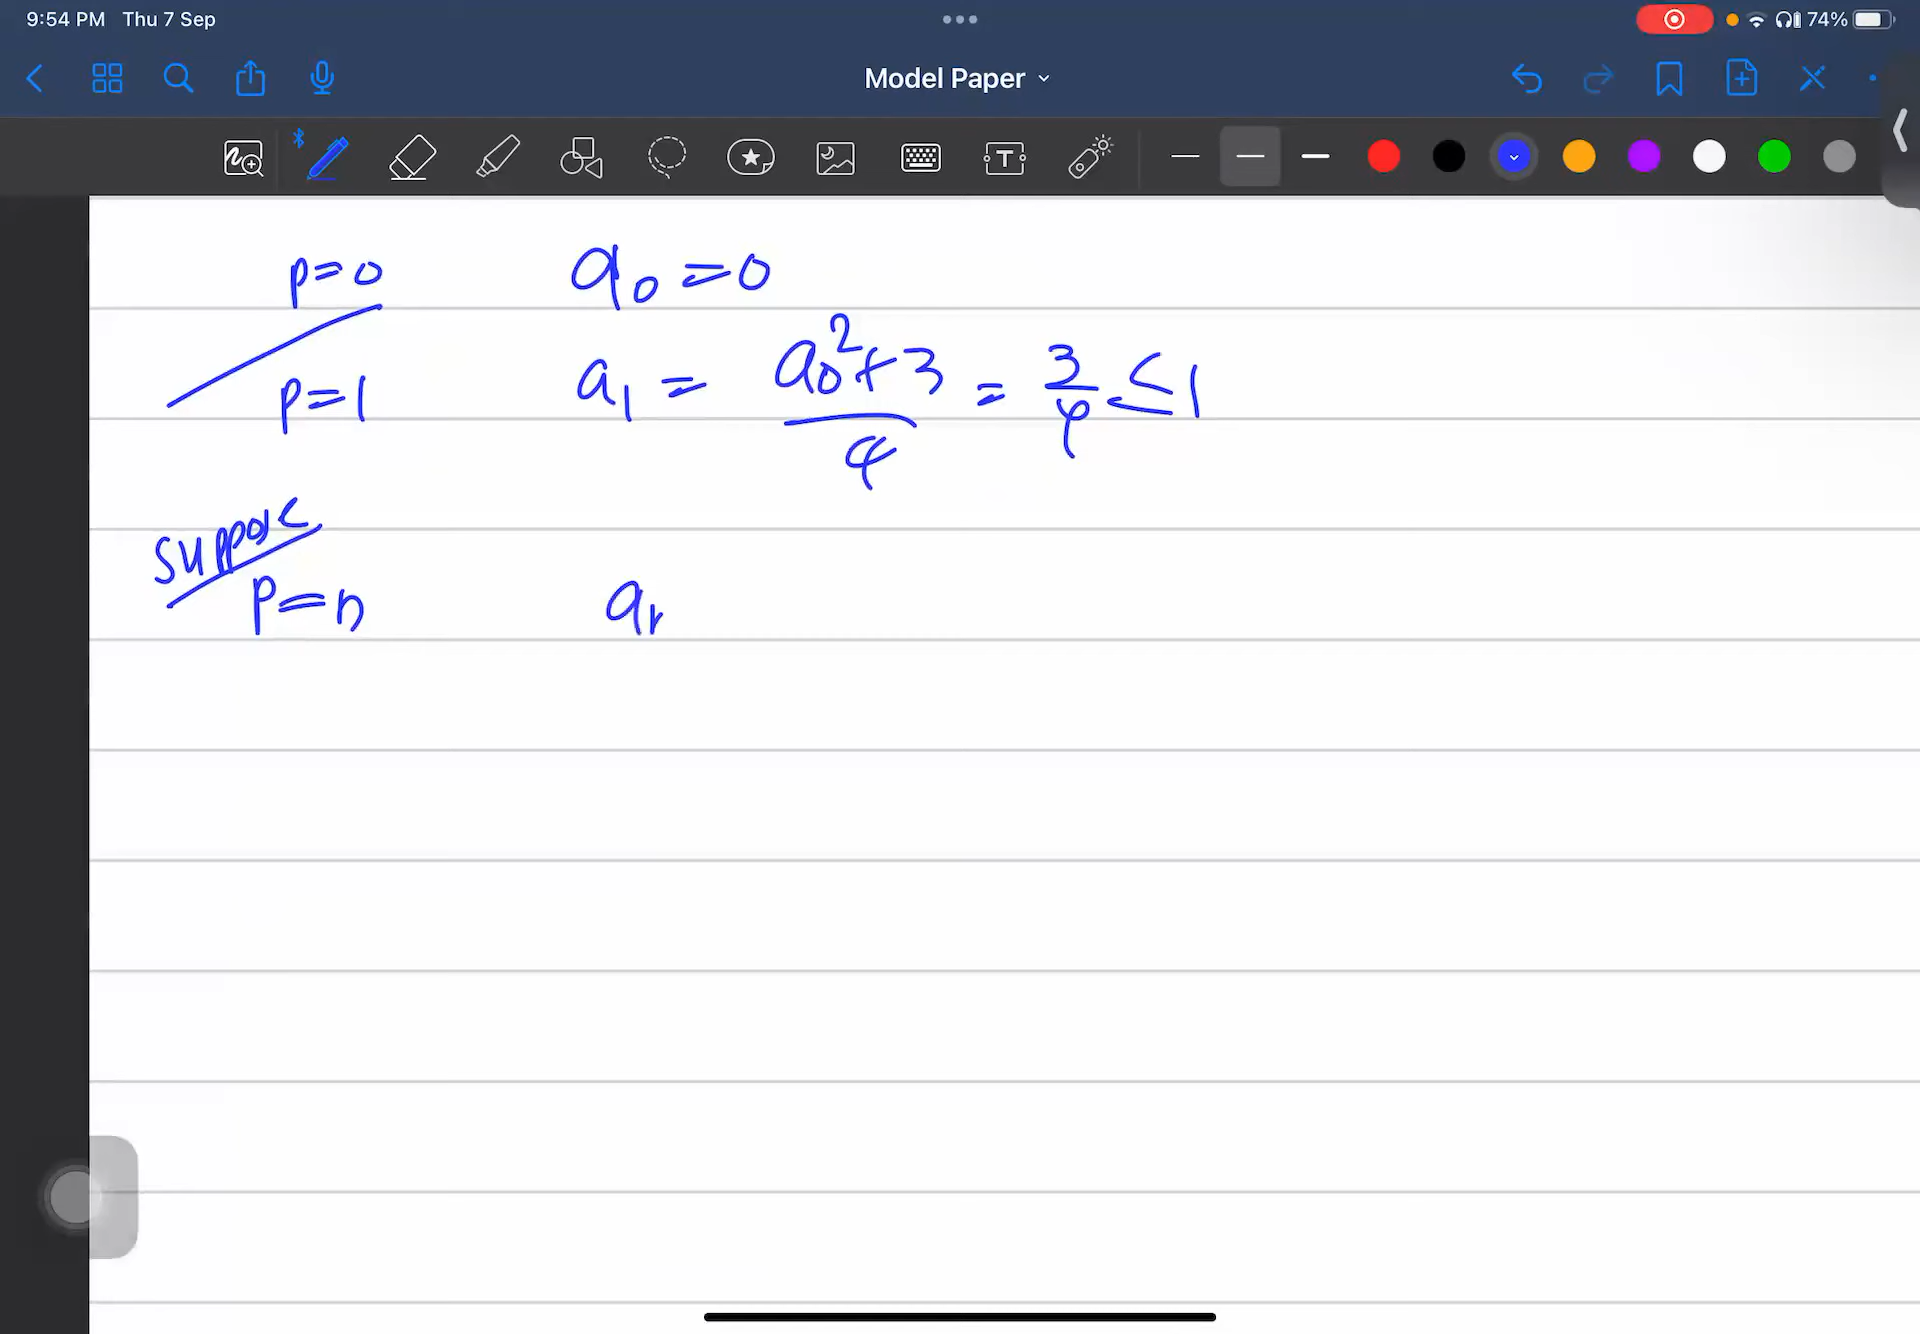 9:54 PM Thu 7 Sep
74%
Model Paper
T
p=0 a₀ =0
p=1 a₁ = a₀²+3 / 4 = 3/4 ≤ 1
suppose
p=n a